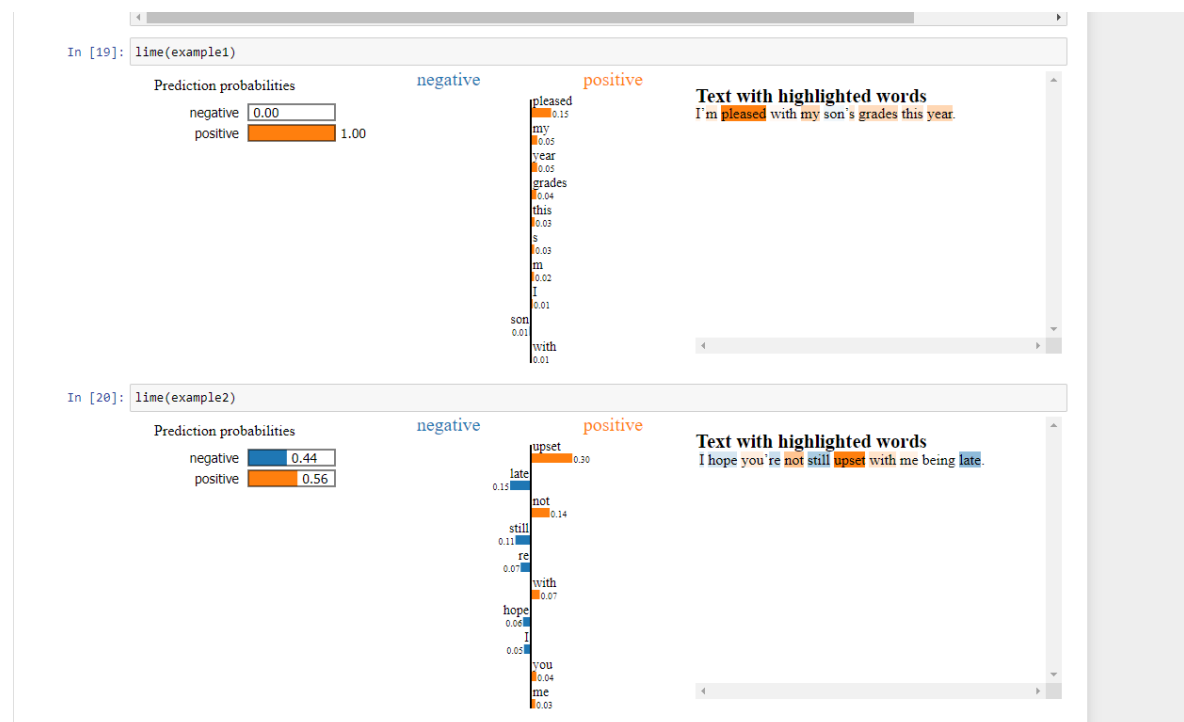 In [19]: lime(example1)
Prediction probabilities
negative 0.00
positive 1.00
negative positive
pleased
0.15
my
0.05
year
0.05
grades
0.04
this
0.03
s
0.03
m
0.02
I
0.01
son
0.01
with
0.01
Text with highlighted words
I’m pleased with my son’s grades this year.
In [20]: lime(example2)
Prediction probabilities
negative 0.44
positive 0.56
negative positive
upset
0.30
late
0.15
not
0.14
still
0.11
re
0.07
with
0.07
hope
0.06
I
0.05
you
0.04
me
0.03
Text with highlighted words
I hope you’re not still upset with me being late.